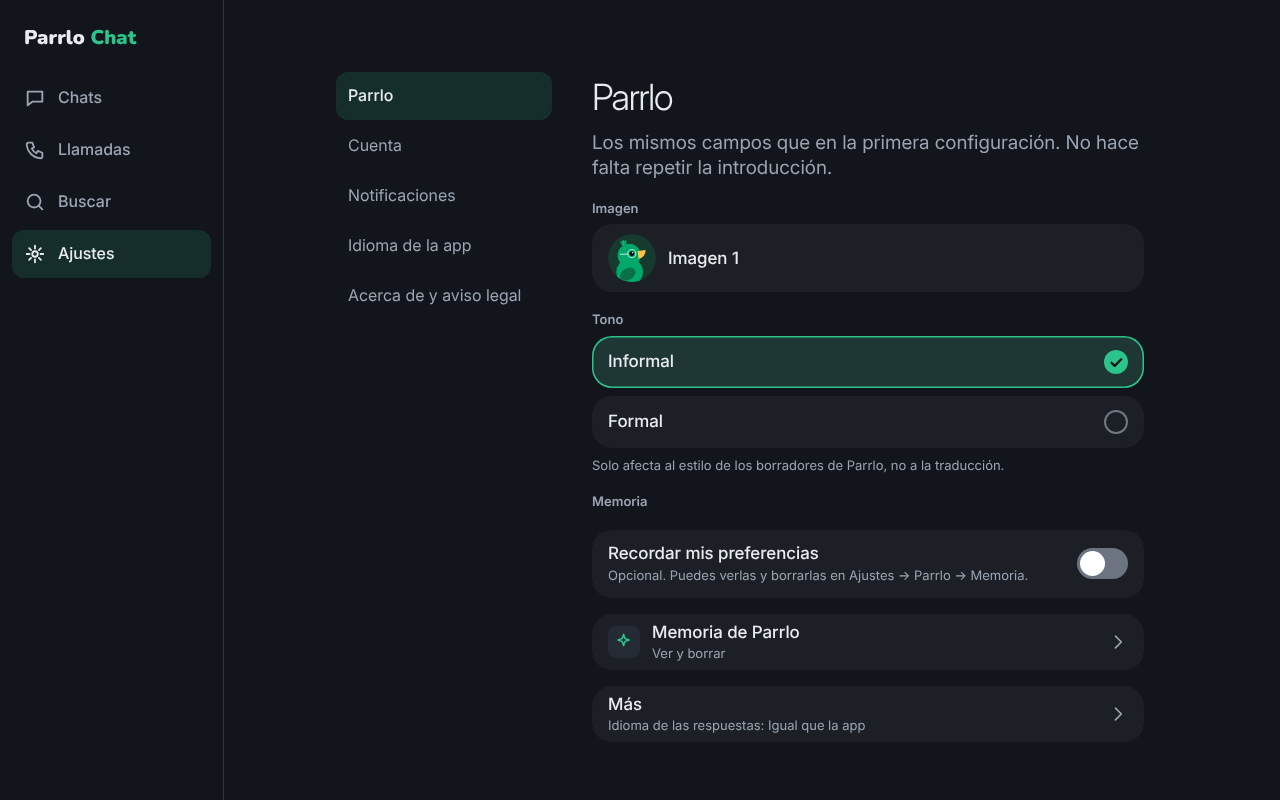 Parrlo Chat
Chats
Llamadas
Buscar
Ajustes
Parrlo
Cuenta
Notificaciones
Idioma de la app
Acerca de y aviso legal
Parrlo
Los mismos campos que en la primera configuración. No hace
falta repetir la introducción.
Imagen
Imagen 1
Tono
Informal
Formal
Solo afecta al estilo de los borradores de Parrlo, no a la traducción.
Memoria
Recordar mis preferencias
Opcional. Puedes verlas y borrarlas en Ajustes → Parrlo → Memoria.
Memoria de Parrlo
Ver y borrar
Más
Idioma de las respuestas: Igual que la app